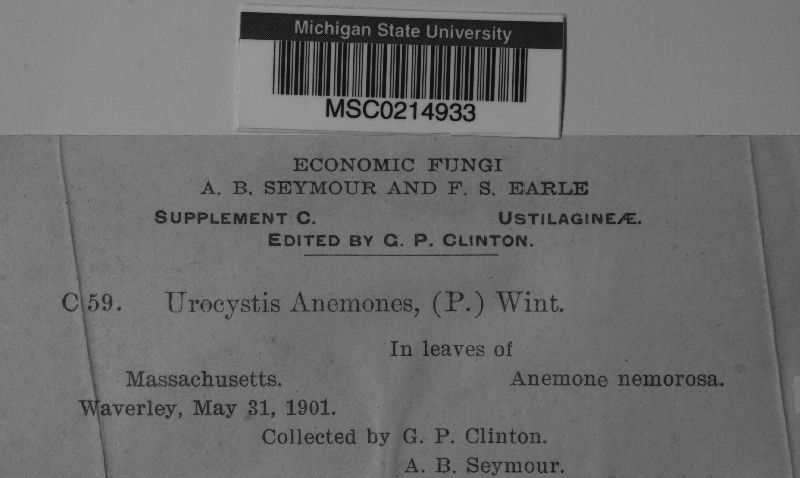 Michigan State University
MSC0214933
ECONOMIC FUNGI
A. B. SEYMOUR AND F. S. EARLE
SUPPLEMENT C. USTILAGINEÆ.
EDITED BY G. P. CLINTON.
C 59. Urocystis Anemones, (P.) Wint.
In leaves of
Massachusetts. Anemone nemorosa.
Waverley, May 31, 1901.
Collected by G. P. Clinton.
A. B. Seymour.